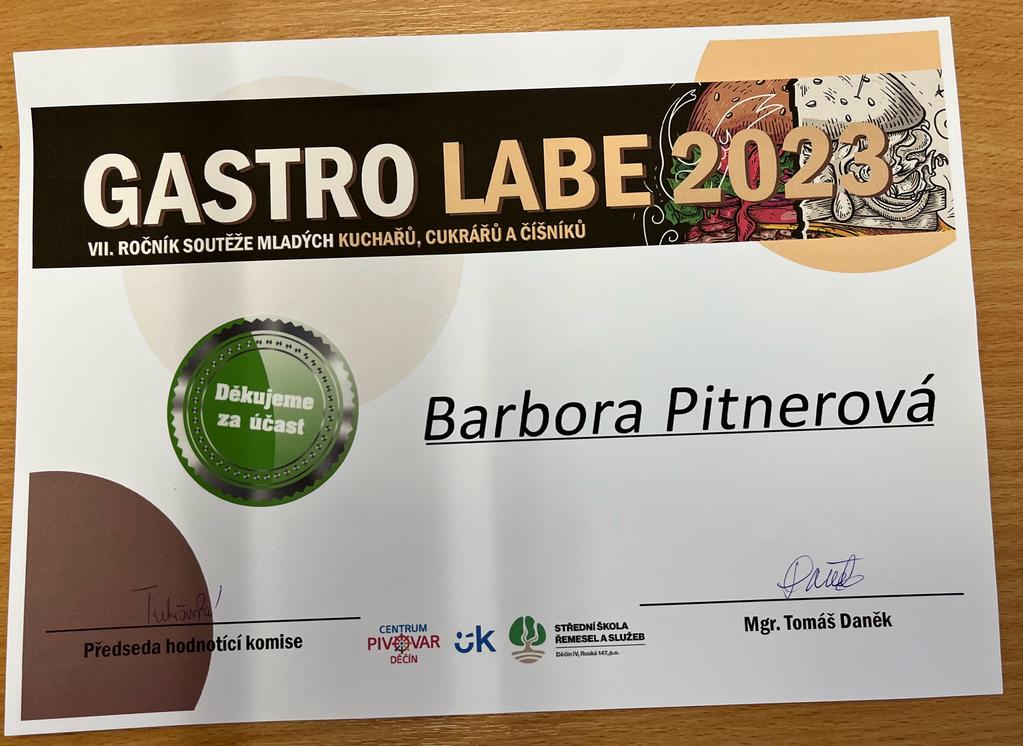 GASTRO LABE 2023
VII. ROČNÍK SOUTĚŽE MLADÝCH KUCHAŘŮ, CUKRÁŘŮ A ČÍŠNÍKŮ
Děkujeme
za účast
Barbora Pitnerová
Předseda hodnotící komise
CENTRUM
PIVOVAR
DĚČÍN
úk
STŘEDNÍ ŠKOLA
ŘEMESEL A SLUŽEB
Děčín IV, Ruská 147, p.o.
Mgr. Tomáš Daněk